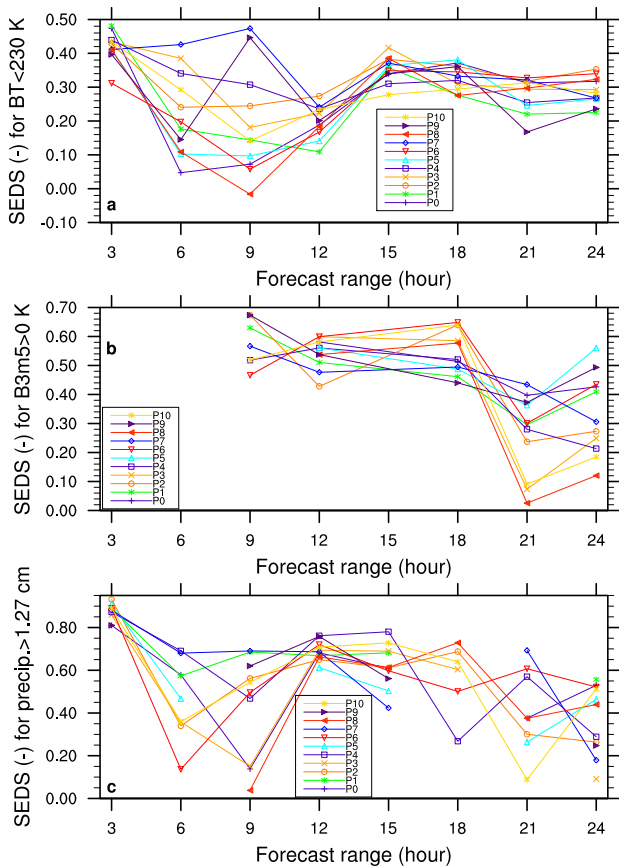 SEDS (-) for BT<230 K
0.50
0.40
0.30
0.20
0.10
0.00
-0.10
a
P10
P9
P8
P7
P6
P5
P4
P3
P2
P1
P0
3 6 9 12 15 18 21 24
Forecast range (hour)
SEDS (-) for B3m5>0 K
0.70
0.60
0.50
0.40
0.30
0.20
0.10
0.00
b
P10
P9
P8
P7
P6
P5
P4
P3
P2
P1
P0
3 6 9 12 15 18 21 24
Forecast range (hour)
SEDS (-) for precip.>1.27 cm
0.80
0.60
0.40
0.20
0.00
c
P10
P9
P8
P7
P6
P5
P4
P3
P2
P1
P0
3 6 9 12 15 18 21 24
Forecast range (hour)